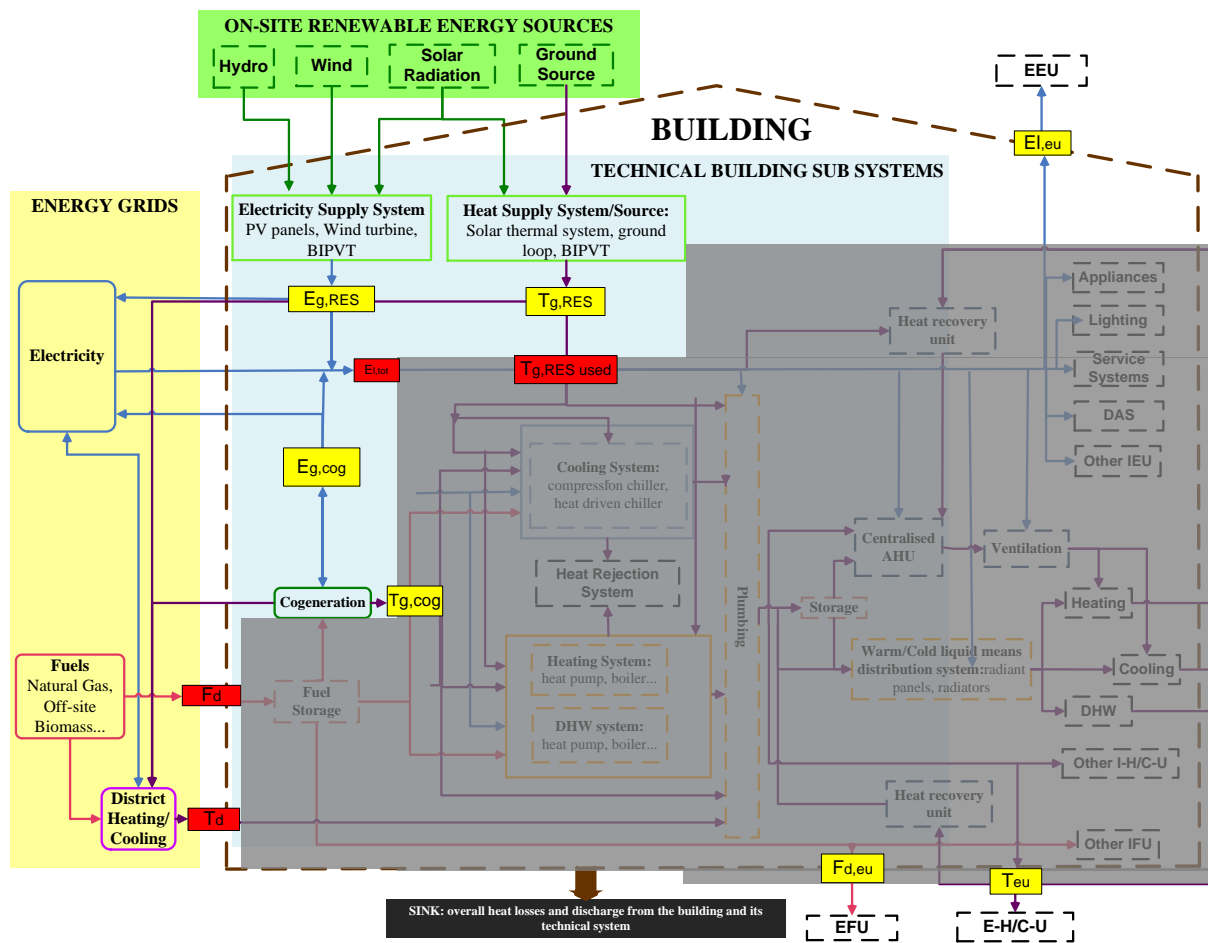 ON-SITE RENEWABLE ENERGY SOURCES
Hydro
Wind
Solar
Radiation
Ground
Source
EEU
BUILDING
EI,eu
TECHNICAL BUILDING SUB SYSTEMS
ENERGY GRIDS
Electricity Supply System
PV panels, Wind turbine,
BIPVT
Heat Supply System/Source:
Solar thermal system, ground
loop, BIPVT
Eg,RES
Tg,RES
Appliances
Heat recovery
unit
Lighting
Electricity
El,tot
Tg,RES used
Service
Systems
DAS
Eg,cog
Cooling System:
compression chiller,
heat driven chiller
Other IEU
Centralised
AHU
Ventilation
Heat Rejection
System
Plumbing
Cogeneration
Tg,cog
Storage
Heating
Fuels
Natural Gas,
Off-site
Biomass...
Fd
Fuel
Storage
Heating System:
heat pump, boiler...
Warm/Cold liquid means
distribution system:radiant
panels, radiators
Cooling
DHW system:
heat pump, boiler...
DHW
Other I-H/C-U
District
Heating/
Cooling
Td
Heat recovery
unit
Other IFU
Fd,eu
Teu
SINK: overall heat losses and discharge from the building and its
technical system
EFU
E-H/C-U